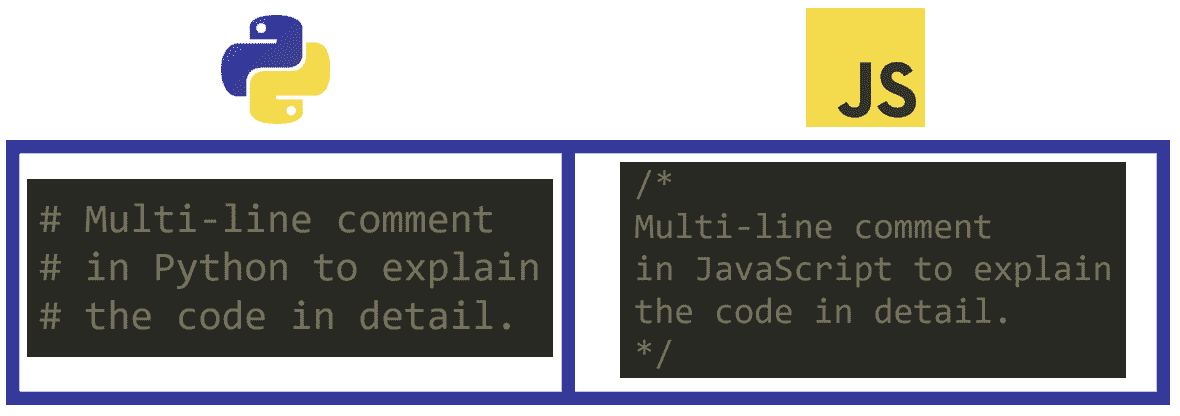 JS
# Multi-line comment
# in Python to explain
# the code in detail.
/*
Multi-line comment
in JavaScript to explain
the code in detail.
*/